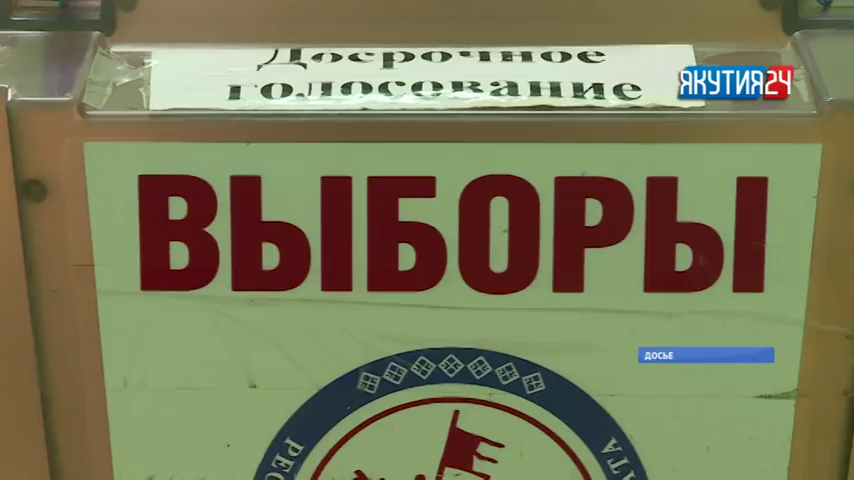 Досрочное
голосование
ЯКУТИЯ24
ВЫБОРЫ
ДОСЬЕ